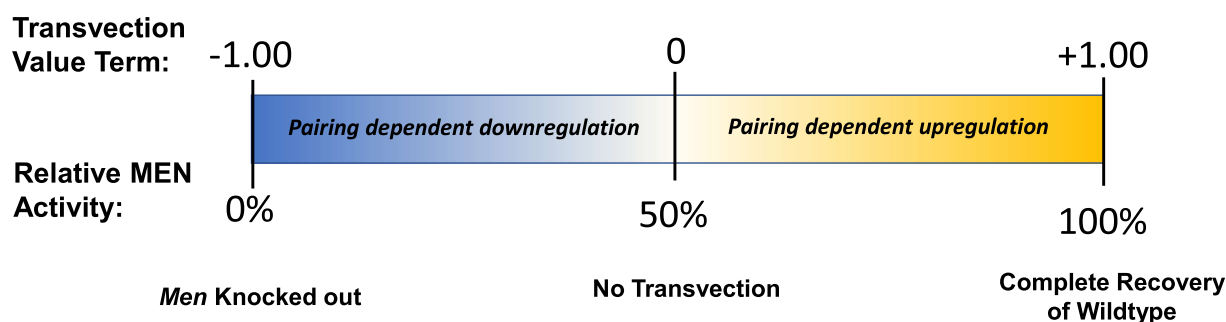 Transvection
Value Term:
-1.00
0
+1.00
Pairing dependent downregulation
Pairing dependent upregulation
Relative MEN
Activity:
0%
50%
100%
Men Knocked out
No Transvection
Complete Recovery
of Wildtype